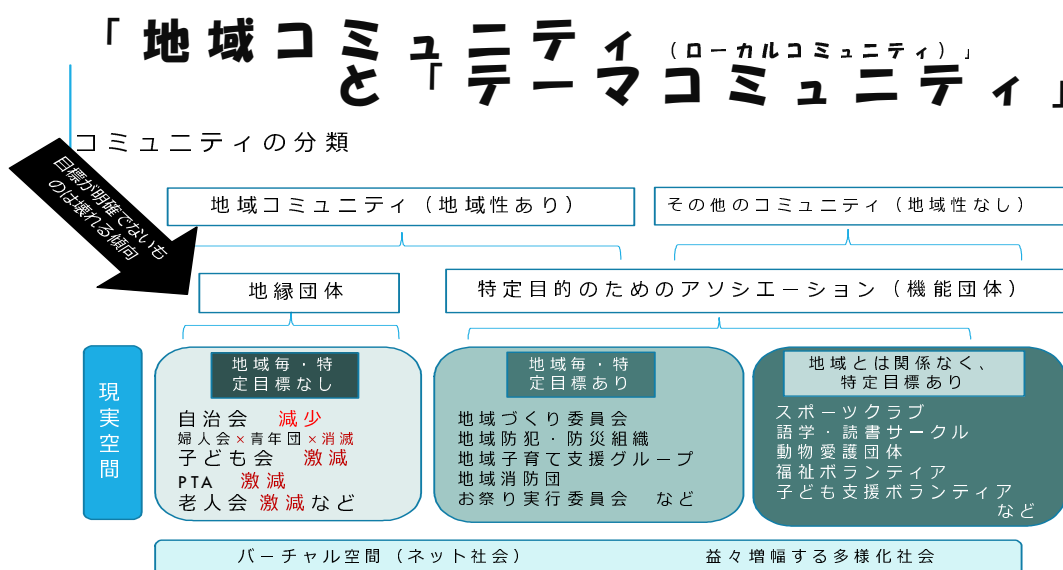 「地域コミュニティ（ローカルコミュニティ）」
と「テーマコミュニティ」
コミュニティの分類
目標が明確でないも
のは壊れる傾向
地域コミュニティ（地域性あり）
その他のコミュニティ（地域性なし）
地縁団体
特定目的のためのアソシエーション（機能団体）
現実空間
地域毎・特
定目標なし
自治会　減少
婦人会×青年団×消滅
子ども会　激減
PTA　激減
老人会 激減など
地域毎・特
定目標あり
地域づくり委員会
地域防犯・防災組織
地域子育て支援グループ
地域消防団
お祭り実行委員会　など
地域とは関係なく、
特定目標あり
スポーツクラブ
語学・読書サークル
動物愛護団体
福祉ボランティア
子ども支援ボランティア
など
バーチャル空間（ネット社会）　益々増幅する多様化社会